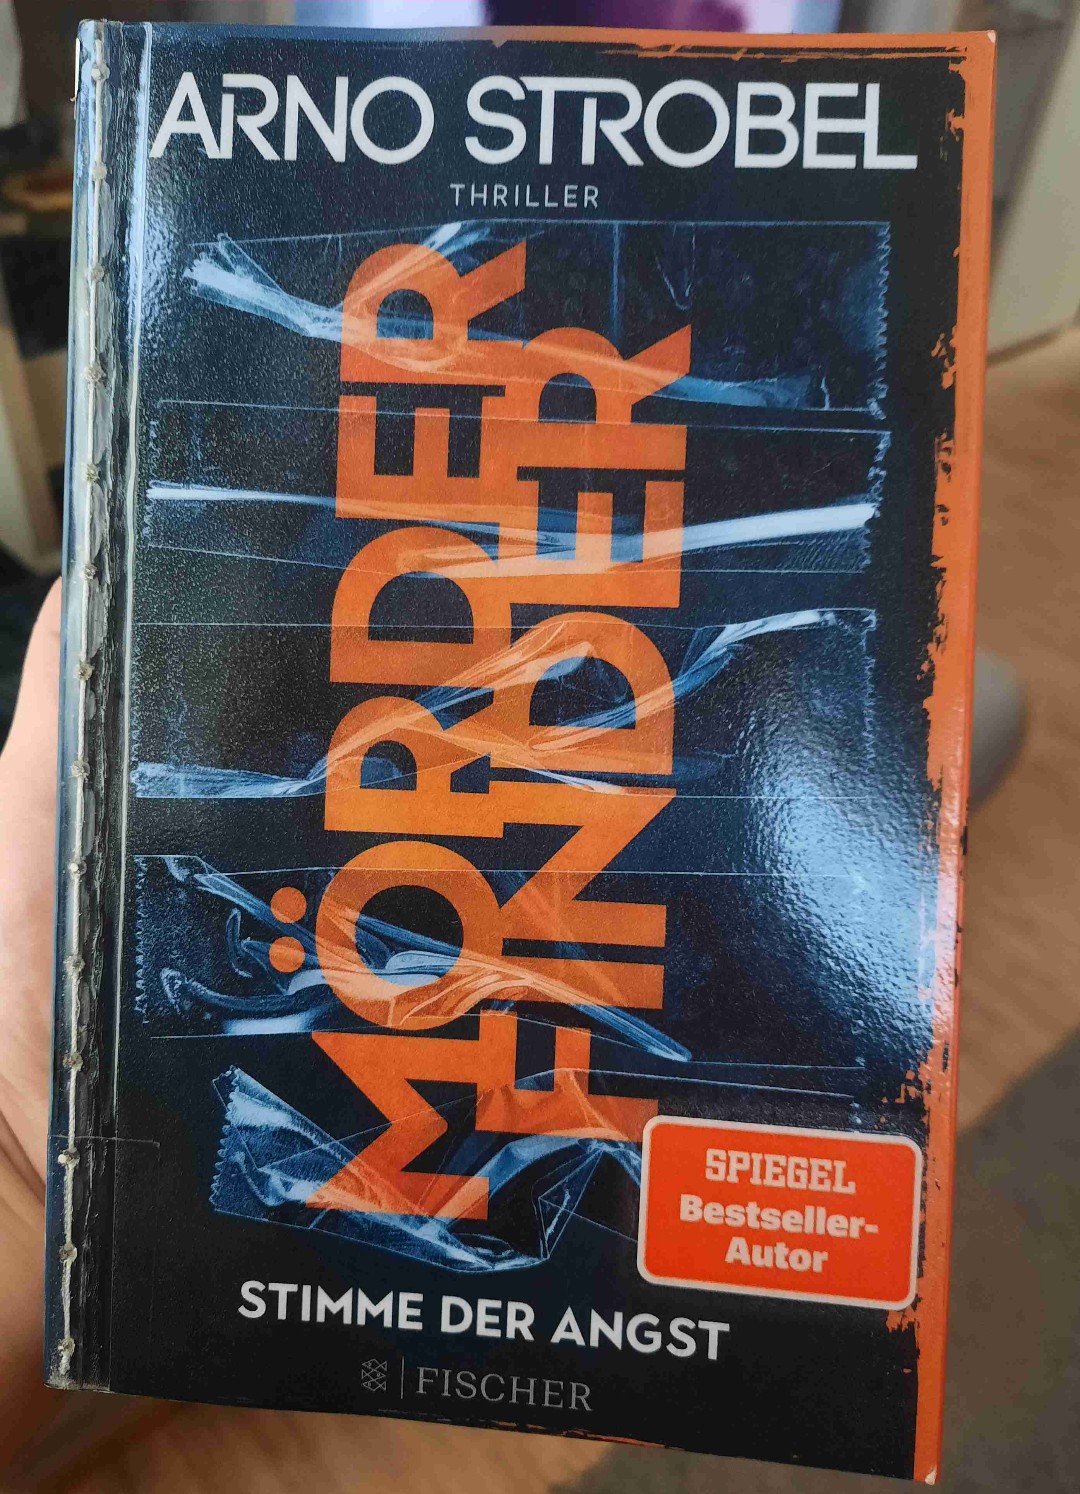 ARNO STROBEL
THRILLER
MÖRDER
FINDER
SPIEGEL
Bestseller-
Autor
STIMME DER ANGST
FISCHER